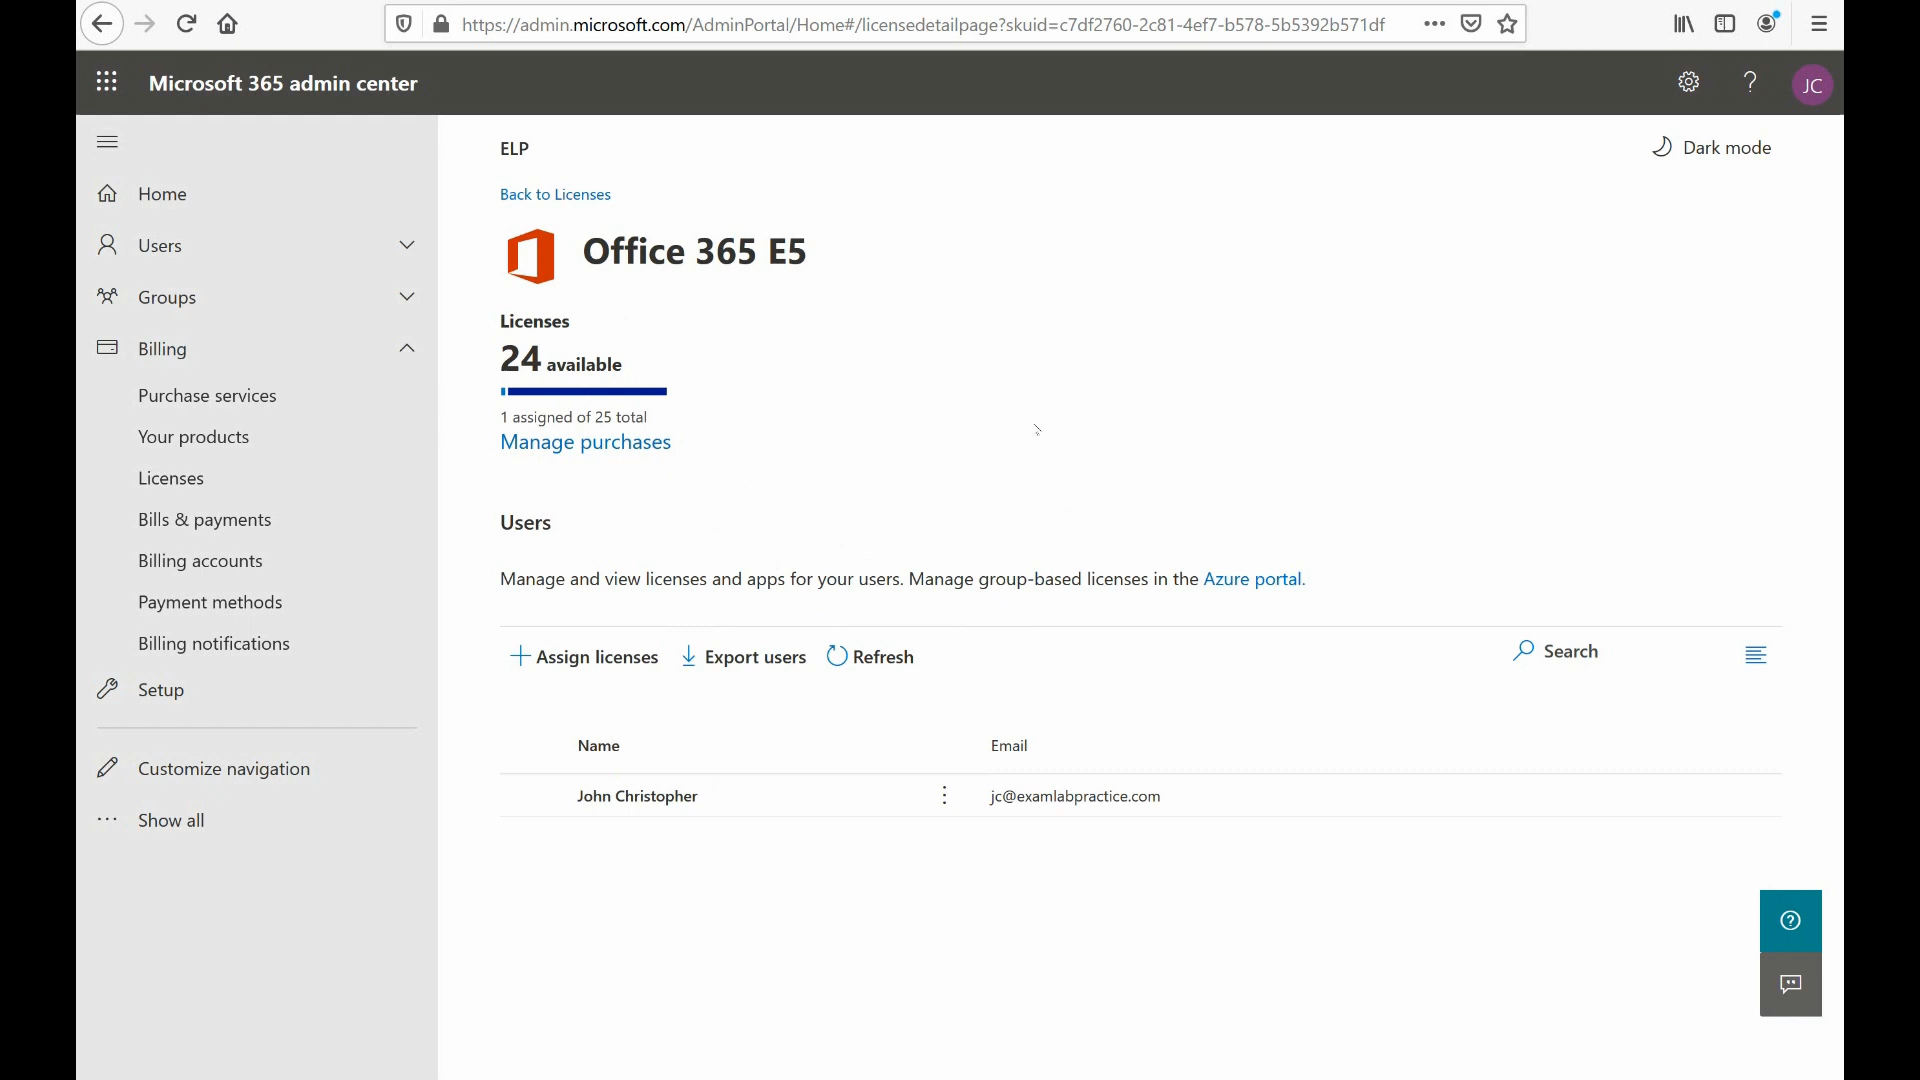 https://admin.microsoft.com/AdminPortal/Home#/licensedetailpage?skuid=c7df2760-2c81-4ef7-b578-5b5392b571df
Microsoft 365 admin center
JC
ELP
Dark mode
Back to Licenses
Home
Users
Groups
Billing
Purchase services
Your products
Licenses
Bills & payments
Billing accounts
Payment methods
Billing notifications
Setup
Customize navigation
Show all
Office 365 E5
Licenses
24 available
1 assigned of 25 total
Manage purchases
Users
Manage and view licenses and apps for your users. Manage group-based licenses in the Azure portal.
Assign licenses
Export users
Refresh
Search
Name
Email
John Christopher
jc@examlabpractice.com